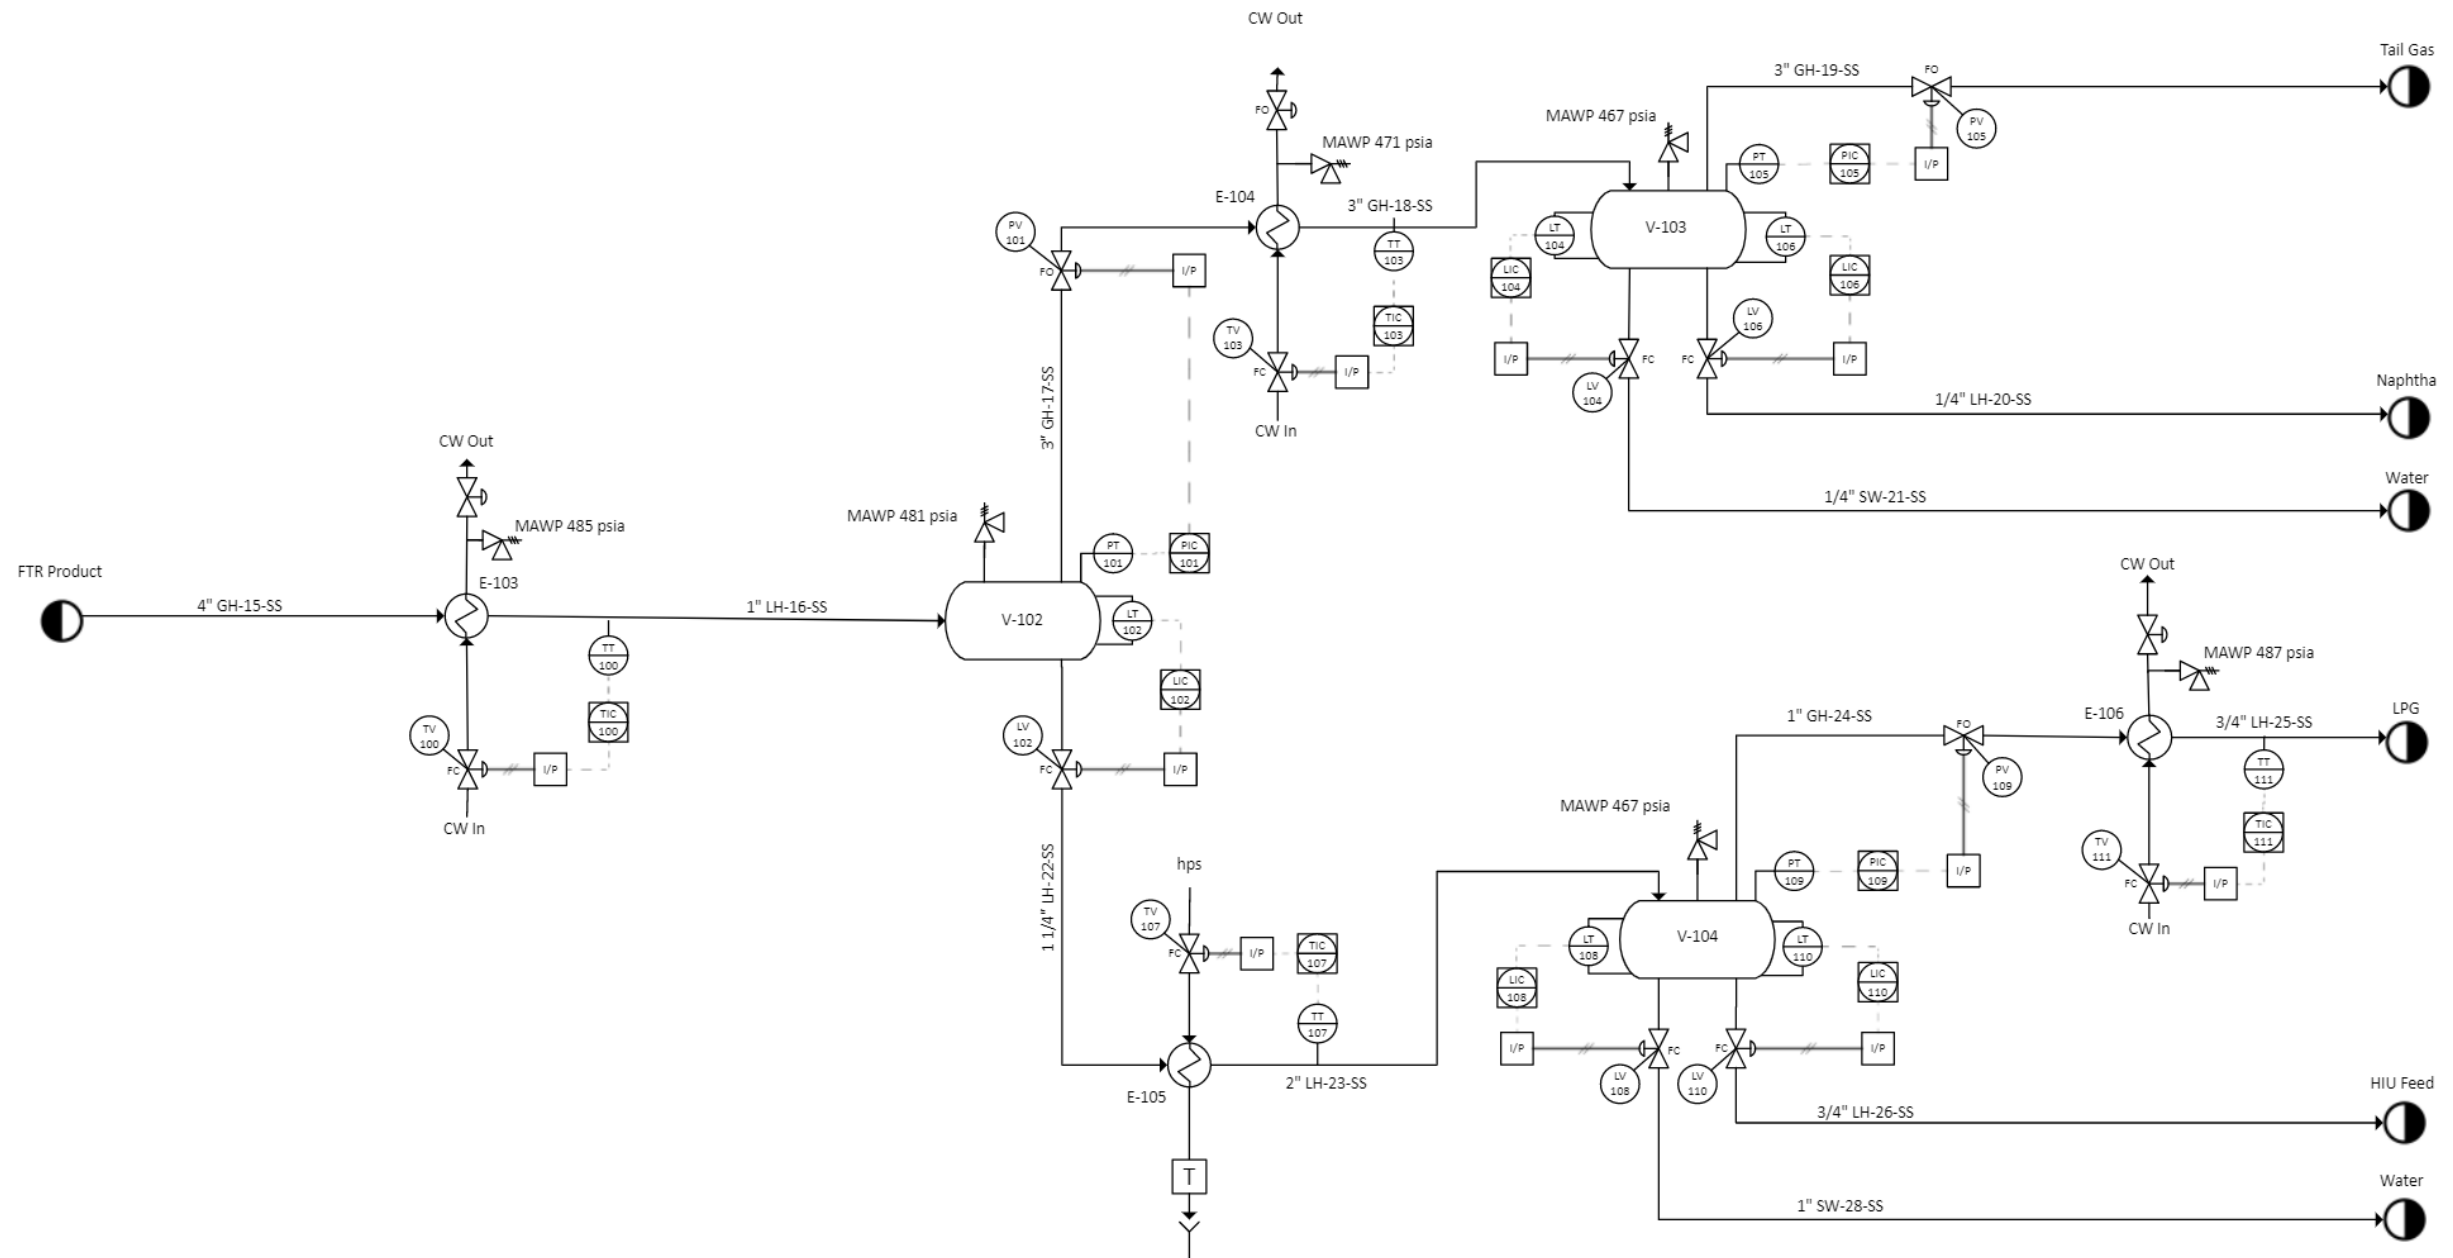 CW Out
Tail Gas
3" GH-19-SS
FO
PV
105
MAWP 467 psia
FO
MAWP 471 psia
PT
105
PIC
105
I/P
E-104
3" GH-18-SS
V-103
PV
101
FO
I/P
TT
103
LT
104
LT
106
LIC
104
LIC
106
TV
103
FC
I/P
TIC
103
LV
106
I/P
FC
FC
I/P
LV
104
CW In
3" GH-17-SS
Naphtha
1/4" LH-20-SS
Water
1/4" SW-21-SS
CW Out
MAWP 485 psia
MAWP 481 psia
PT
101
PIC
101
FTR Product
4" GH-15-SS
E-103
1" LH-16-SS
V-102
LT
102
TT
100
LIC
102
TIC
100
TV
100
FC
I/P
LV
102
FC
I/P
CW In
CW Out
MAWP 487 psia
LPG
1" GH-24-SS
FO
PV
109
E-106
3/4" LH-25-SS
TT
111
TIC
111
TV
111
FC
I/P
CW In
MAWP 467 psia
PT
109
PIC
109
I/P
1 1/4" LH-22-SS
hps
TV
107
FC
I/P
TIC
107
TT
107
V-104
LT
108
LT
110
LIC
108
LIC
110
I/P
FC
FC
I/P
LV
108
LV
110
E-105
2" LH-23-SS
HIU Feed
3/4" LH-26-SS
T
Water
1" SW-28-SS